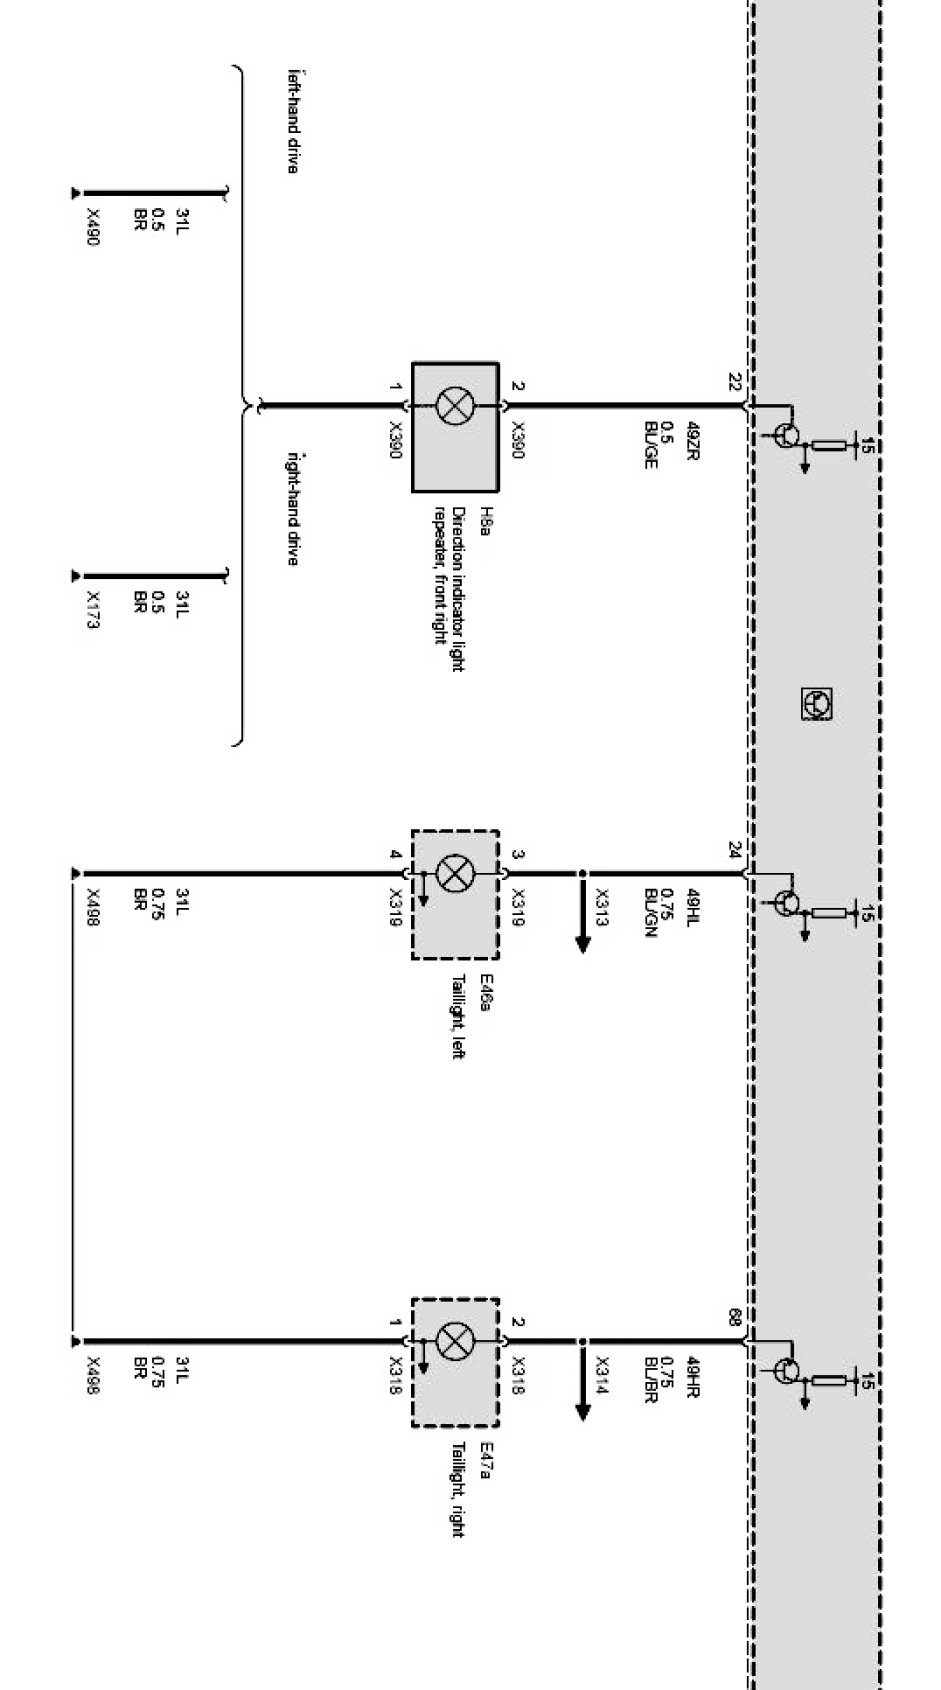 15
15
15
22
24
68
49ZR
0.5
BL/GE
49HL
0.75
BL/GN
49HR
0.75
BL/BR
X313
X314
2
X390
3
X319
2
X318
H8a
Direction indicator light
repeater, front right
E46a
Taillight, left
E47a
Taillight, right
1
X390
4
X319
1
X318
left-hand drive
right-hand drive
31L
0.5
BR
31L
0.5
BR
31L
0.75
BR
31L
0.75
BR
X490
X173
X498
X498